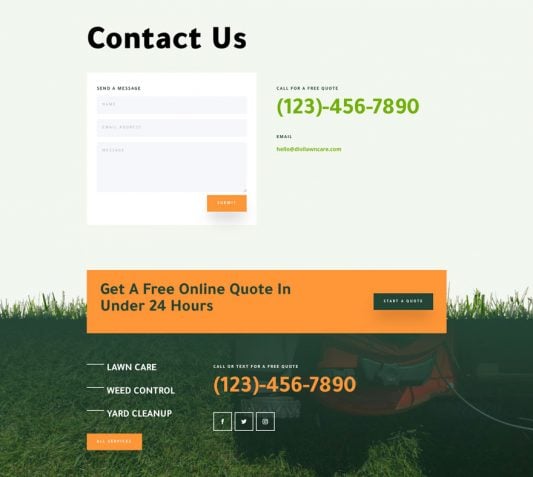 Contact Us
SEND A MESSAGE
NAME
EMAIL ADDRESS
MESSAGE
SUBMIT
CALL FOR A FREE QUOTE
(123)-456-7890
EMAIL
hello@divilawncare.com
Get A Free Online Quote In
Under 24 Hours
START A QUOTE
LAWN CARE
WEED CONTROL
YARD CLEANUP
ALL SERVICES
CALL OR TEXT FOR A FREE QUOTE
(123)-456-7890